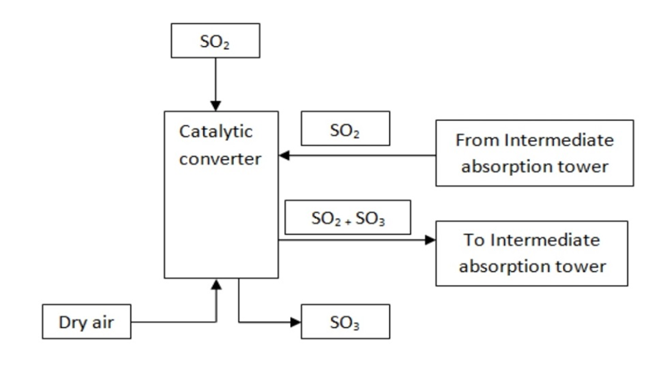 SO₂
Catalytic
converter
SO₂
From Intermediate
absorption tower
SO₂ + SO₃
To Intermediate
absorption tower
Dry air
SO₃